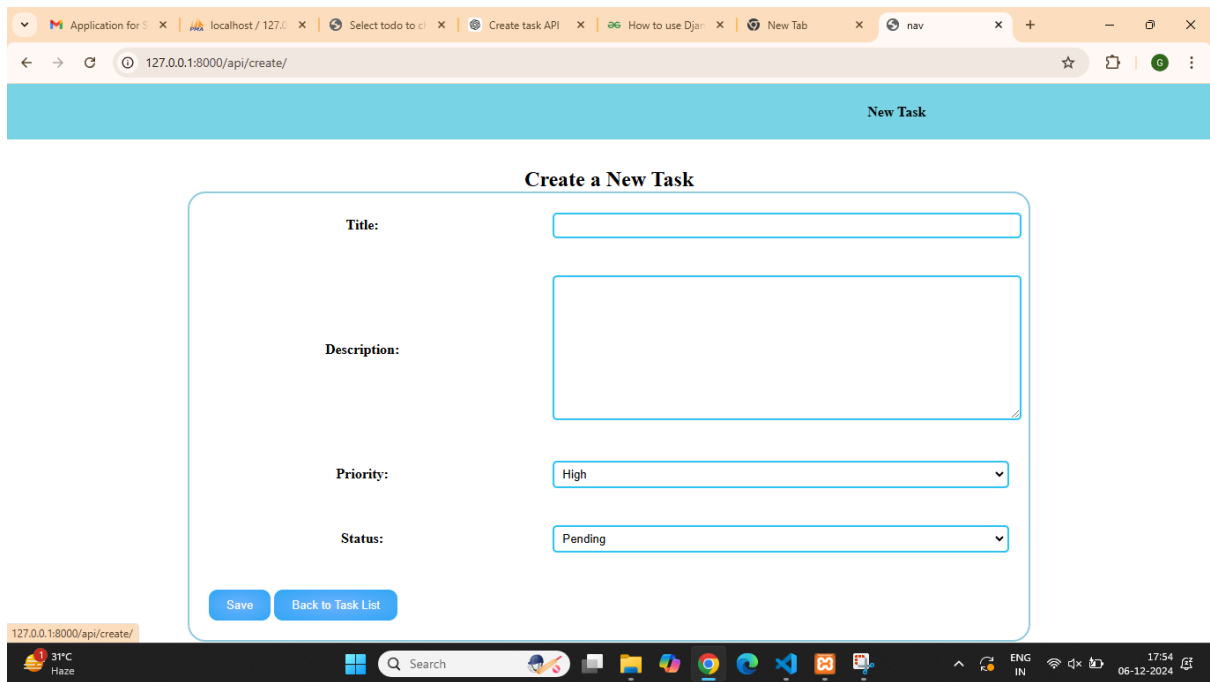 Application for S
localhost / 127.0
Select todo to ch
Create task API
How to use Djan
New Tab
nav
127.0.0.1:8000/api/create/
G
New Task
Create a New Task
Title:
Description:
Priority:
High
Status:
Pending
Save
Back to Task List
127.0.0.1:8000/api/create/
1
31°C
Haze
Search
ENG
IN
17:54
06-12-2024